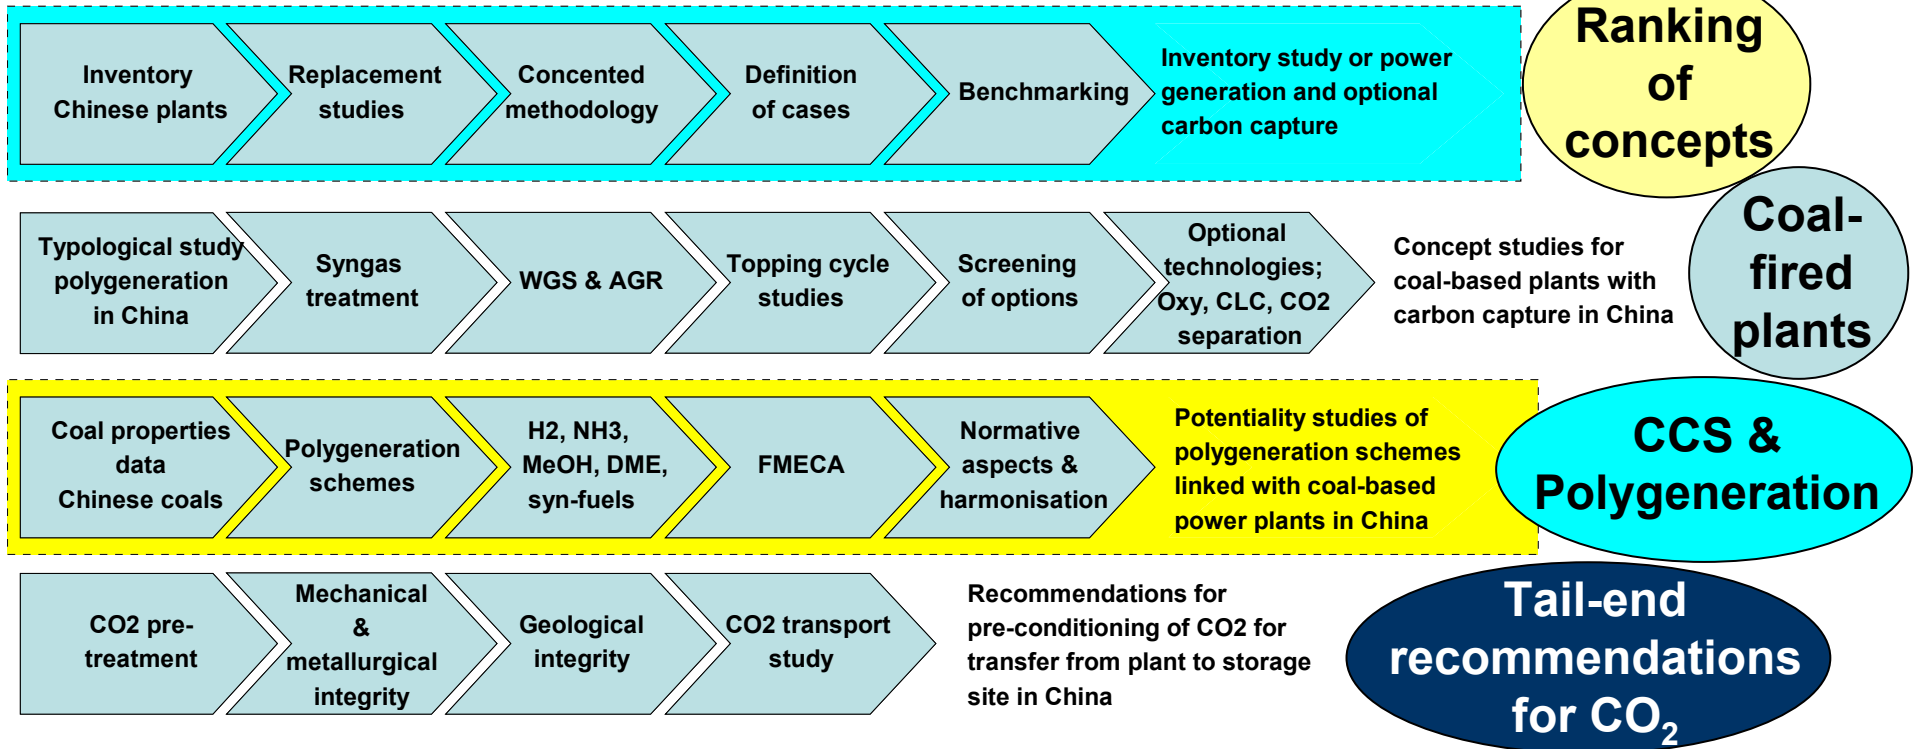 Inventory
Chinese plants
Replacement
studies
Concented
methodology
Definition
of cases
Benchmarking
Inventory study or power
generation and optional
carbon capture
Ranking
of
concepts
Typological study
polygeneration
in China
Syngas
treatment
WGS & AGR
Topping cycle
studies
Screening
of options
Optional
technologies;
Oxy, CLC, CO2
separation
Concept studies for
coal-based plants with
carbon capture in China
Coal-
fired
plants
Coal properties
data
Chinese coals
Polygeneration
schemes
H2, NH3,
MeOH, DME,
syn-fuels
FMECA
Normative
aspects &
harmonisation
Potentiality studies of
polygeneration schemes
linked with coal-based
power plants in China
CCS &
Polygeneration
CO2 pre-
treatment
Mechanical
&
metallurgical
integrity
Geological
integrity
CO2 transport
study
Recommendations for
pre-conditioning of CO2 for
transfer from plant to storage
site in China
Tail-end
recommendations
for CO₂